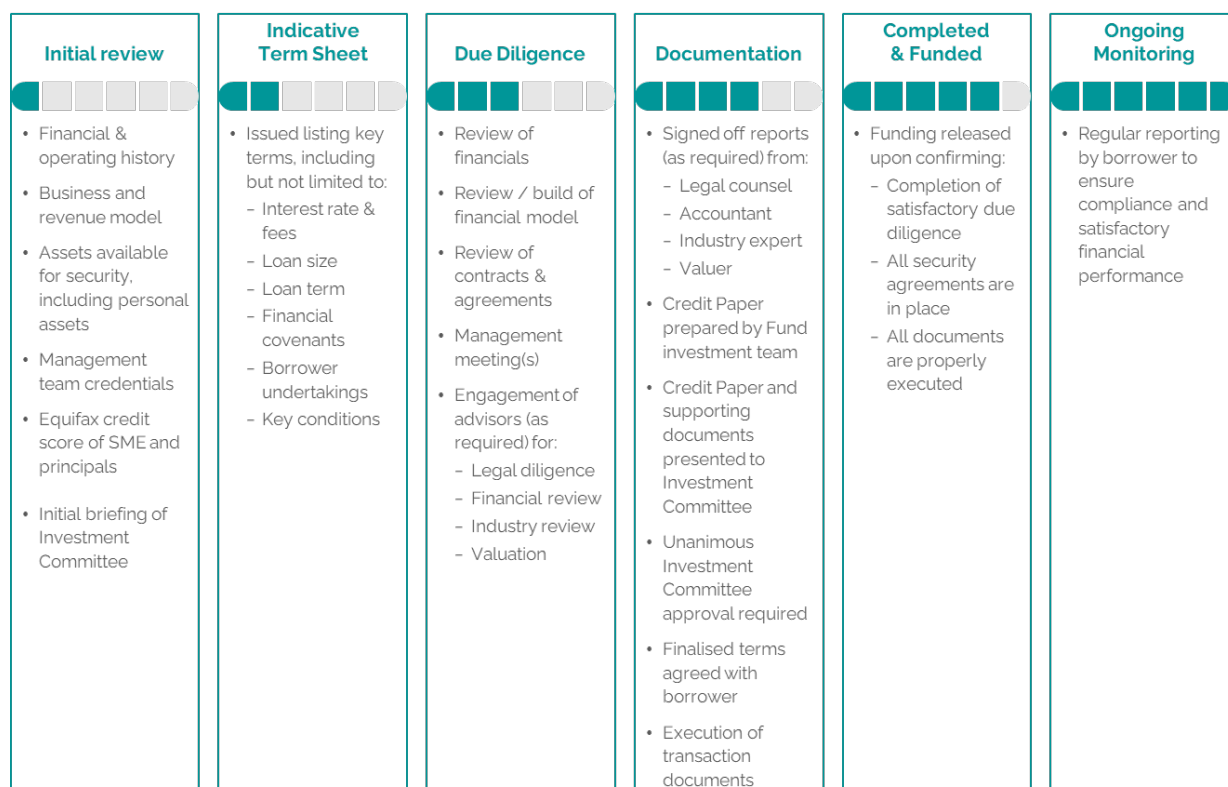 Initial review
• Financial &
operating history
• Business and
revenue model
• Assets available
for security,
including personal
assets
• Management
team credentials
• Equifax credit
score of SME and
principals
• Initial briefing of
Investment
Committee
Indicative
Term Sheet
• Issued listing key
terms, including
but not limited to:
– Interest rate &
fees
– Loan size
– Loan term
– Financial
covenants
– Borrower
undertakings
– Key conditions
Due Diligence
• Review of
financials
• Review / build of
financial model
• Review of
contracts &
agreements
• Management
meeting(s)
• Engagement of
advisors (as
required) for:
– Legal diligence
– Financial review
– Industry review
– Valuation
Documentation
• Signed off reports
(as required) from:
– Legal counsel
– Accountant
– Industry expert
– Valuer
• Credit Paper
prepared by Fund
investment team
• Credit Paper and
supporting
documents
presented to
Investment
Committee
• Unanimous
Investment
Committee
approval required
• Finalised terms
agreed with
borrower
• Execution of
transaction
documents
Completed
& Funded
• Funding released
upon confirming:
– Completion of
satisfactory due
diligence
– All security
agreements are
in place
– All documents
are properly
executed
Ongoing
Monitoring
• Regular reporting
by borrower to
ensure
compliance and
satisfactory
financial
performance